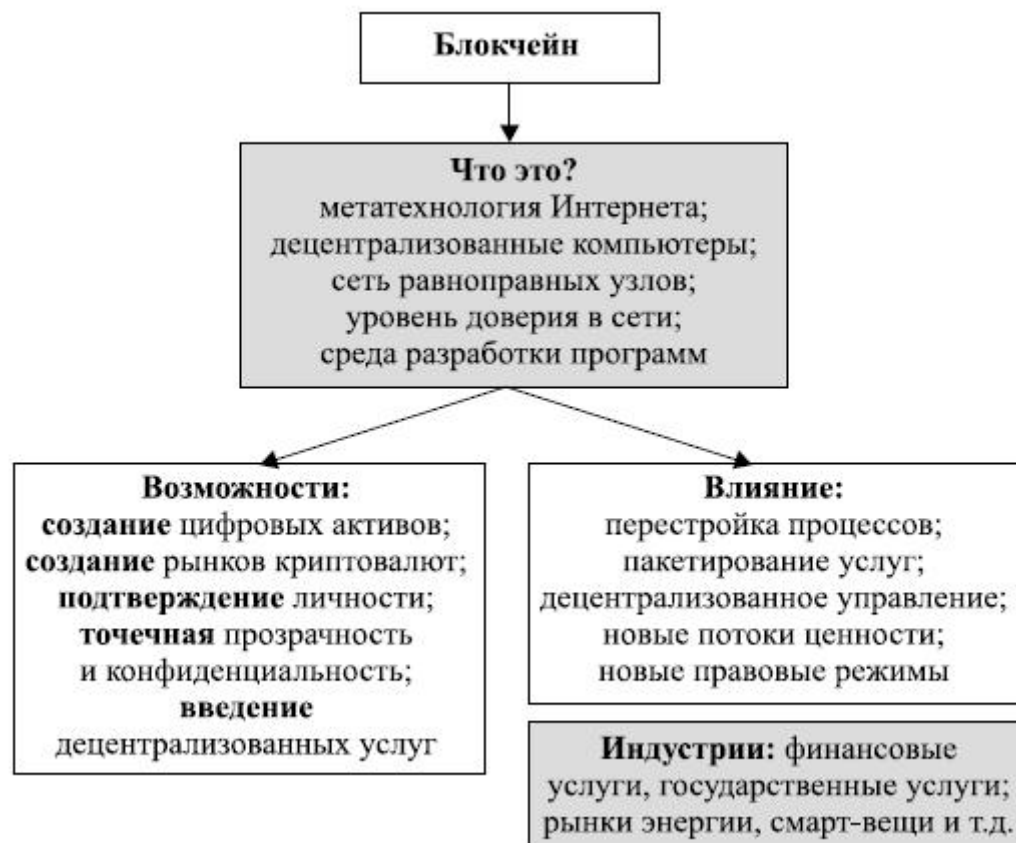 Блокчейн
Что это?
метатехнология Интернета;
децентрализованные компьютеры;
сеть равноправных узлов;
уровень доверия в сети;
среда разработки программ
Возможности:
создание цифровых активов;
создание рынков криптовалют;
подтверждение личности;
точечная прозрачность
и конфиденциальность;
введение
децентрализованных услуг
Влияние:
перестройка процессов;
пакетирование услуг;
децентрализованное управление;
новые потоки ценности;
новые правовые режимы
Индустрии: финансовые
услуги, государственные услуги;
рынки энергии, смарт-вещи и т.д.